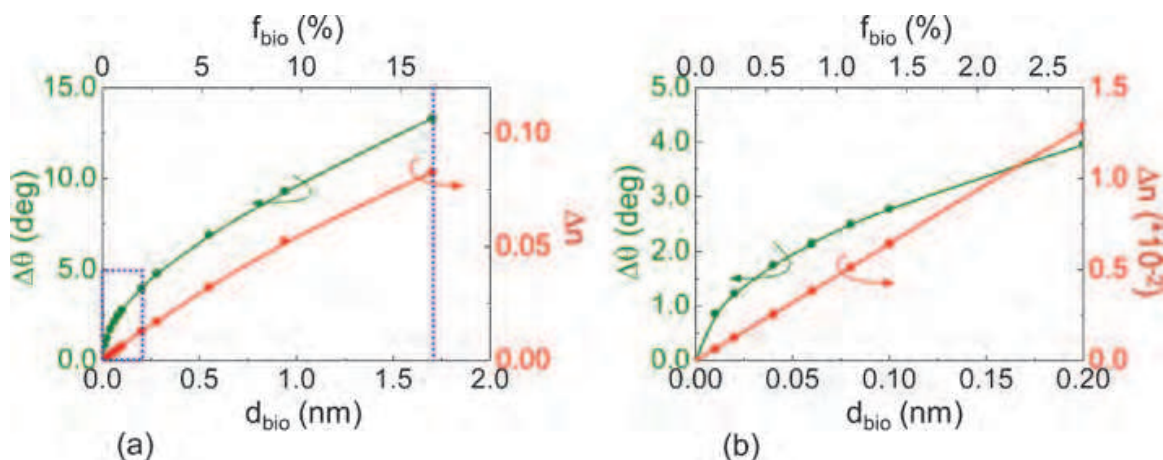 f_bio (%)
0 5 10 15
15.0
10.0
5.0
0.0
Δθ (deg)
0.10
0.05
0.00
Δn
0.0 0.5 1.0 1.5 2.0
d_bio (nm)
(a)
f_bio (%)
0.0 0.5 1.1 1.6 2.2 2.5
5.0
4.0
3.0
2.0
1.0
0.0
Δθ (deg)
1.5
1.0
0.5
0.0
Δn (*10⁻²)
0.00 0.05 0.10 0.15 0.20
d_bio (nm)
(b)